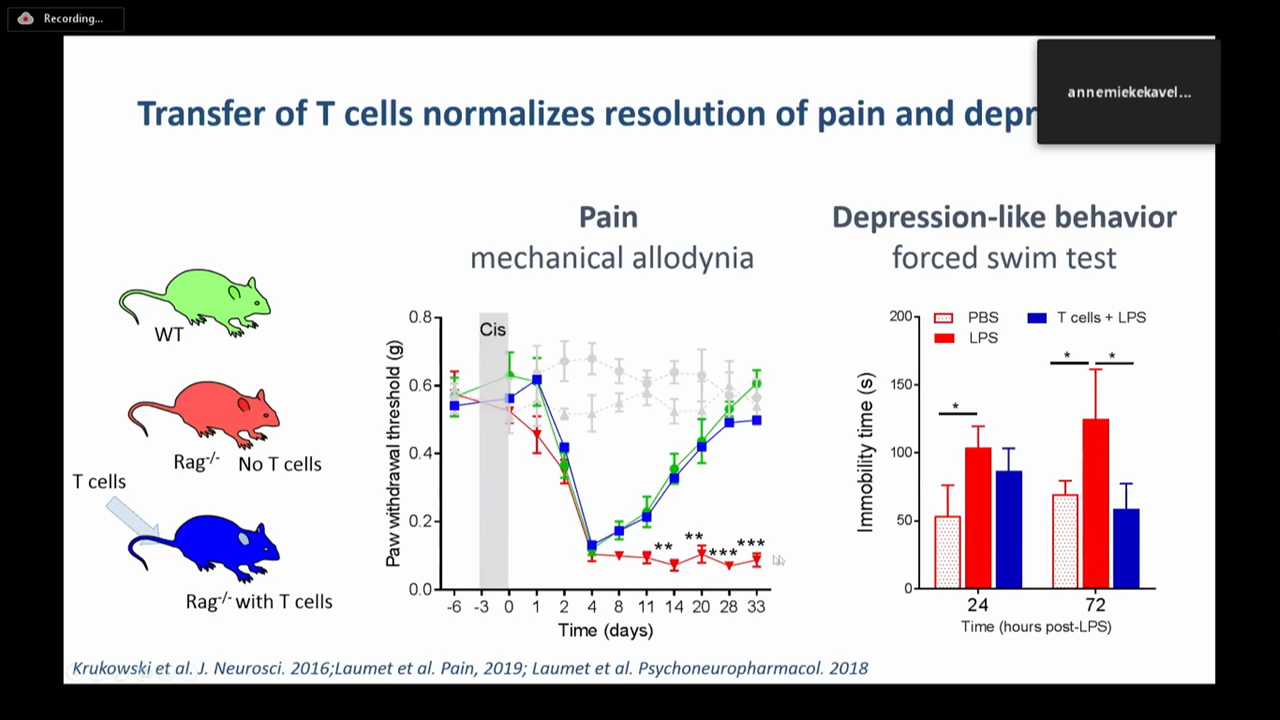 Recording...
annemiekekavel...
Transfer of T cells normalizes resolution of pain and depr
Pain
mechanical allodynia
Depression-like behavior
forced swim test
WT
Rag-/- No T cells
T cells
Rag-/- with T cells
Paw withdrawal threshold (g)
0.8
0.6
0.4
0.2
0.0
Cis
** ** *** ***
-6 -3 0 1 2 4 8 11 14 20 28 33
Time (days)
Immobility time (s)
200
150
100
50
0
PBS
LPS
T cells + LPS
*
* *
24 72
Time (hours post-LPS)
Krukowski et al. J. Neurosci. 2016;Laumet et al. Pain, 2019; Laumet et al. Psychoneuropharmacol. 2018